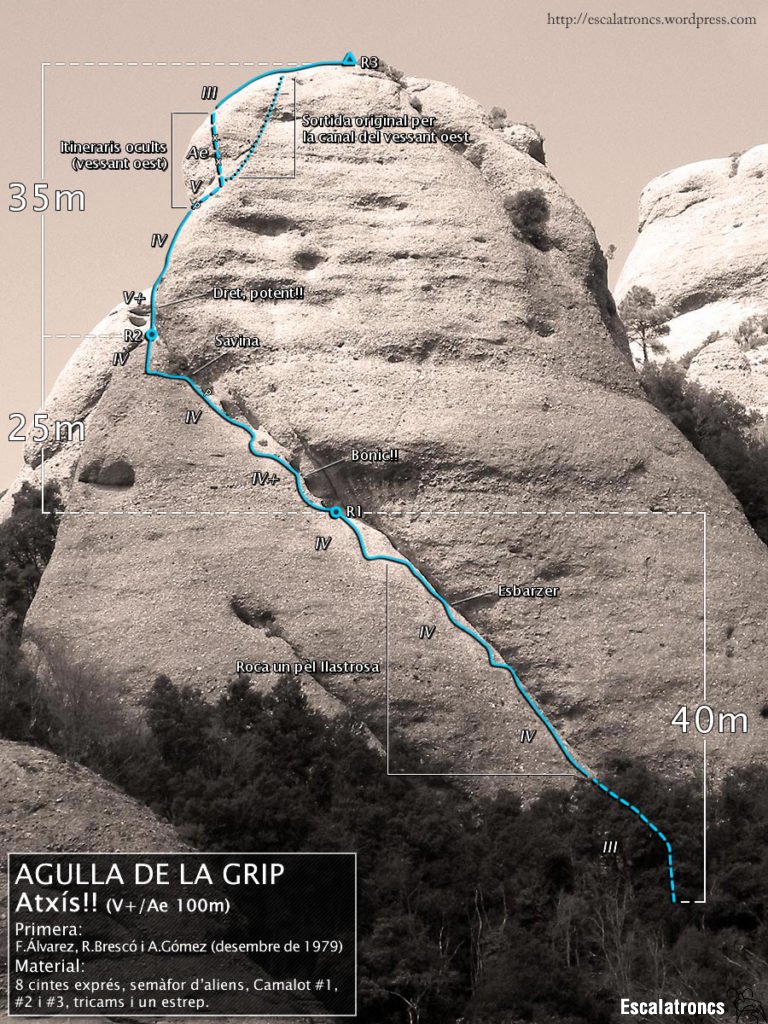 http://escalatroncs.wordpress.com
R3
III
Sortida original per
la canal del vessant oest
Itineraris ocults
(vessant oest)
Ae
V
35m
IV
V+
Dret, potent!!
R2
IV
Savina
25m
IV
Bonic!!
IV+
R1
IV
Esbarzer
IV
Roca un pel llastrosa
40m
IV
III
AGULLA DE LA GRIP
Atxís!! (V+/Ae 100m)
Primera:
F.Álvarez, R.Brescó i A.Gómez (desembre de 1979)
Material:
8 cintes exprés, semàfor d'aliens, Camalot #1,
#2 i #3, tricams i un estrep.
Escalatroncs